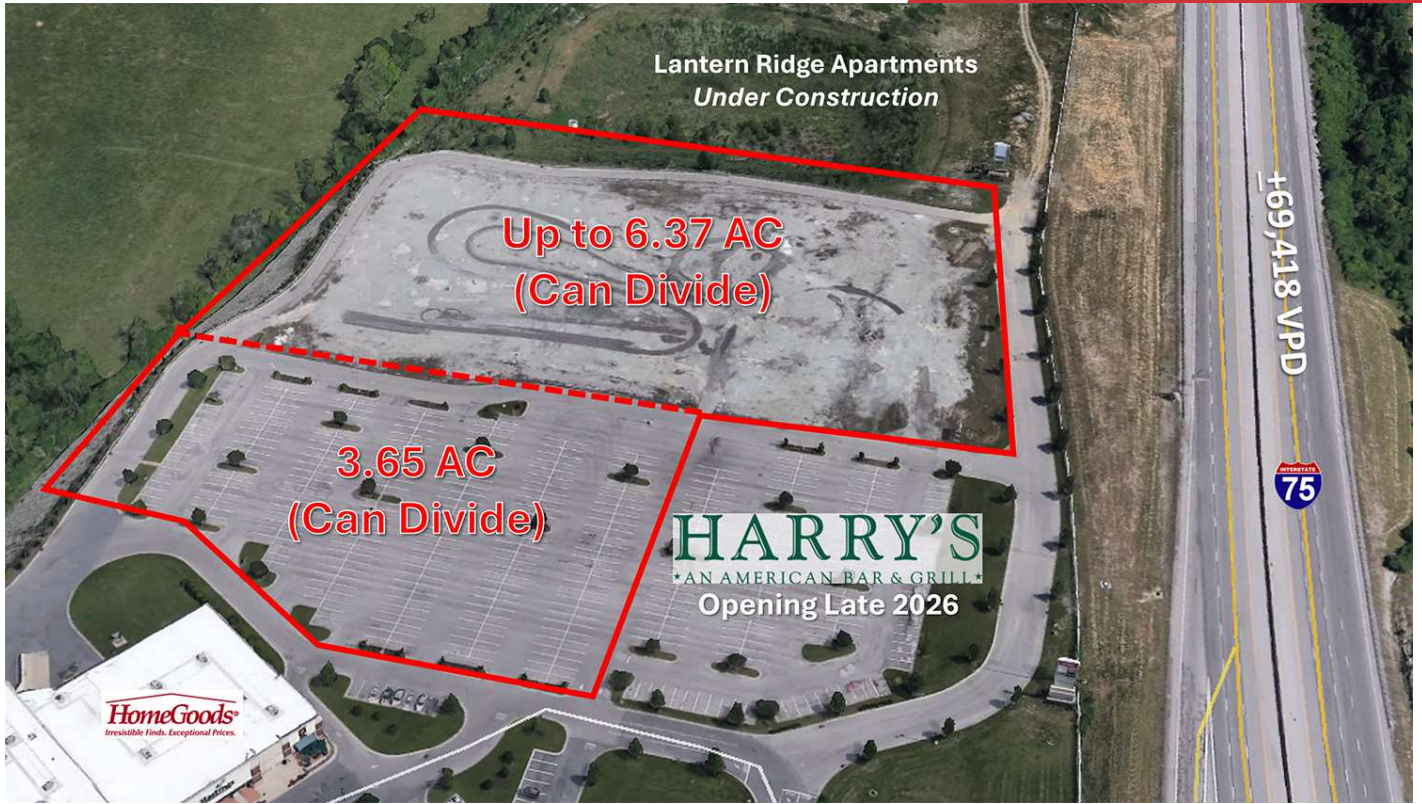 Lantern Ridge Apartments
Under Construction
Up to 6.37 AC
(Can Divide)
+69,418 VPD
3.65 AC
(Can Divide)
INTERSTATE
75
HARRY'S
★AN AMERICAN BAR & GRILL★
Opening Late 2026
HomeGoods®
Irresistible Finds. Exceptional Prices.